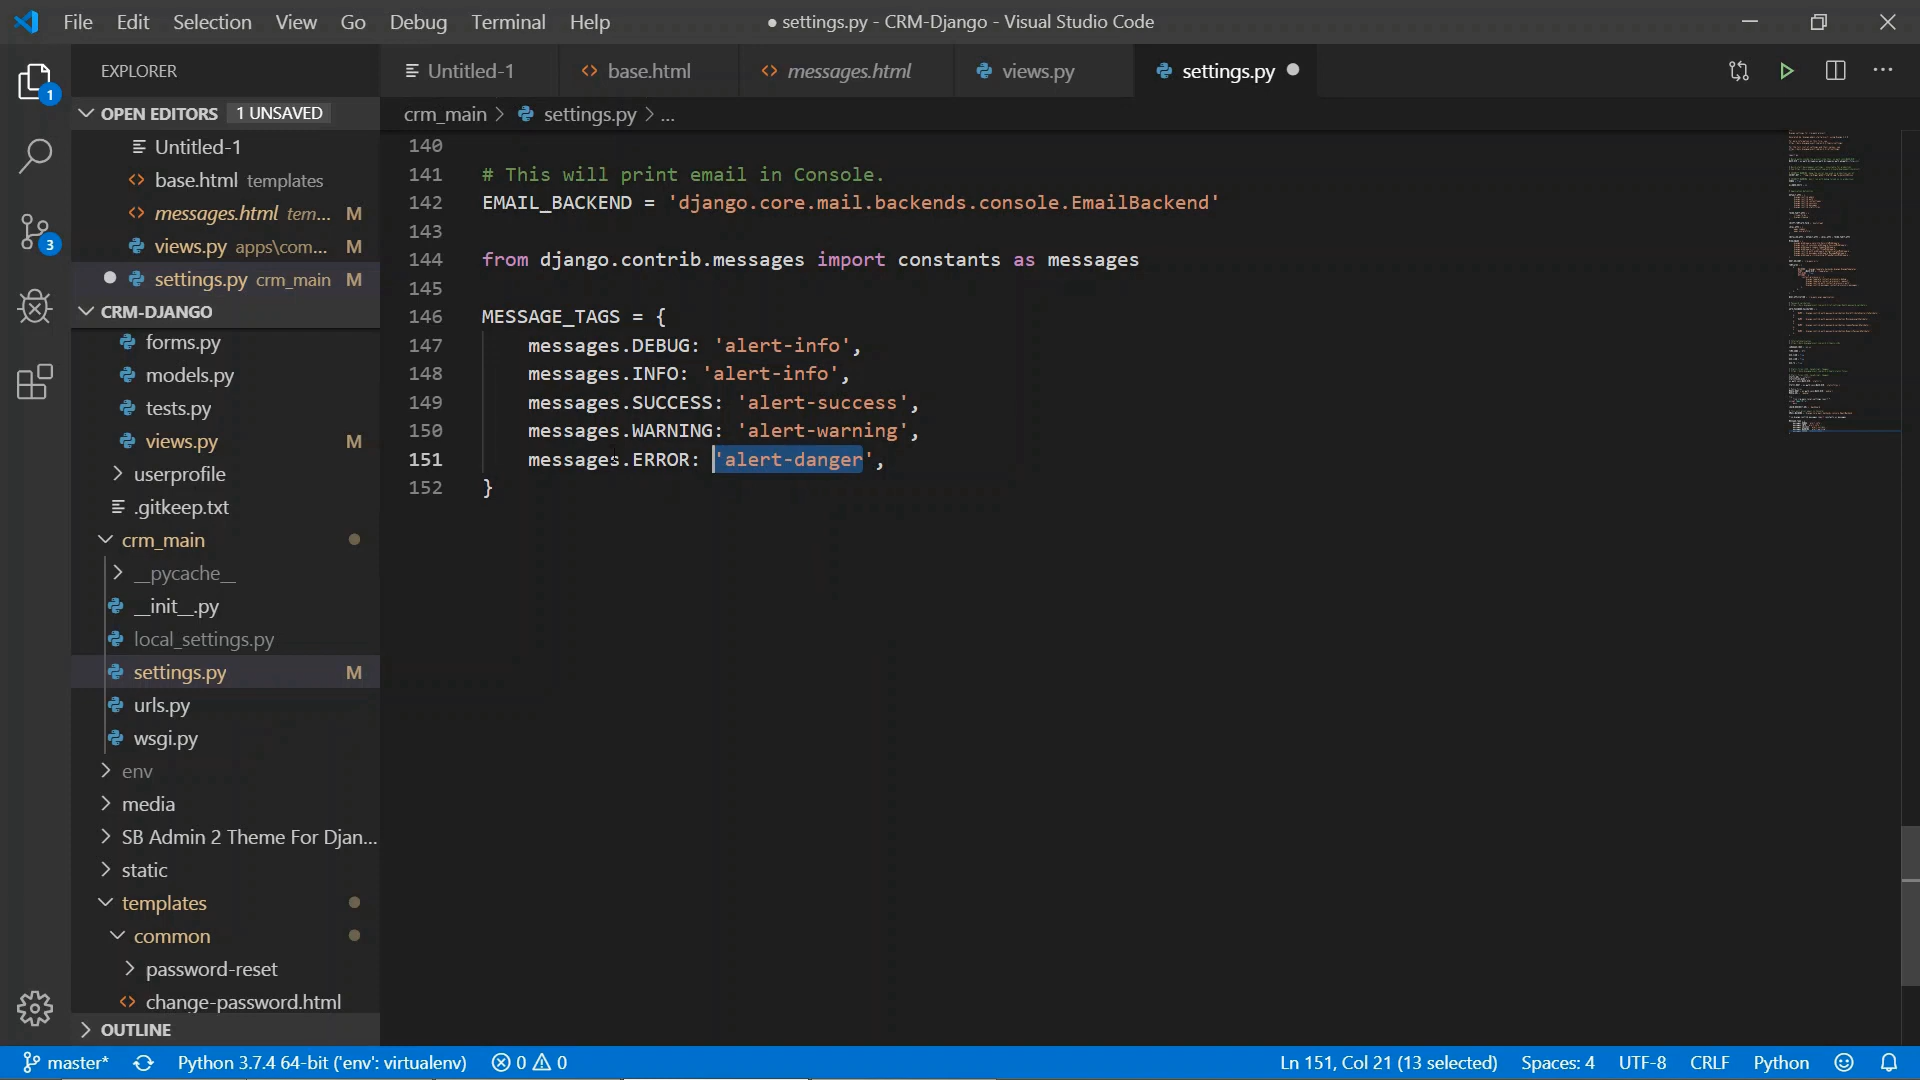 File Edit Selection View Go Debug Terminal Help
● settings.py - CRM-Django - Visual Studio Code
EXPLORER
Untitled-1
base.html
messages.html
views.py
settings.py
1
OPEN EDITORS 1 UNSAVED
Untitled-1
base.html templates
messages.html tem... M
views.py apps\com... M
settings.py crm_main M
3
CRM-DJANGO
forms.py
models.py
tests.py
views.py M
userprofile
.gitkeep.txt
crm_main
__pycache__
__init__.py
local_settings.py
settings.py M
urls.py
wsgi.py
env
media
SB Admin 2 Theme For Djan...
static
templates
common
password-reset
change-password.html
OUTLINE
crm_main > settings.py > ...
140
141 # This will print email in Console.
142 EMAIL_BACKEND = 'django.core.mail.backends.console.EmailBackend'
143
144 from django.contrib.messages import constants as messages
145
146 MESSAGE_TAGS = {
147 messages.DEBUG: 'alert-info',
148 messages.INFO: 'alert-info',
149 messages.SUCCESS: 'alert-success',
150 messages.WARNING: 'alert-warning',
151 messages.ERROR: 'alert-danger',
152 }
master* Python 3.7.4 64-bit ('env': virtualenv) 0 0 Ln 151, Col 21 (13 selected) Spaces: 4 UTF-8 CRLF Python